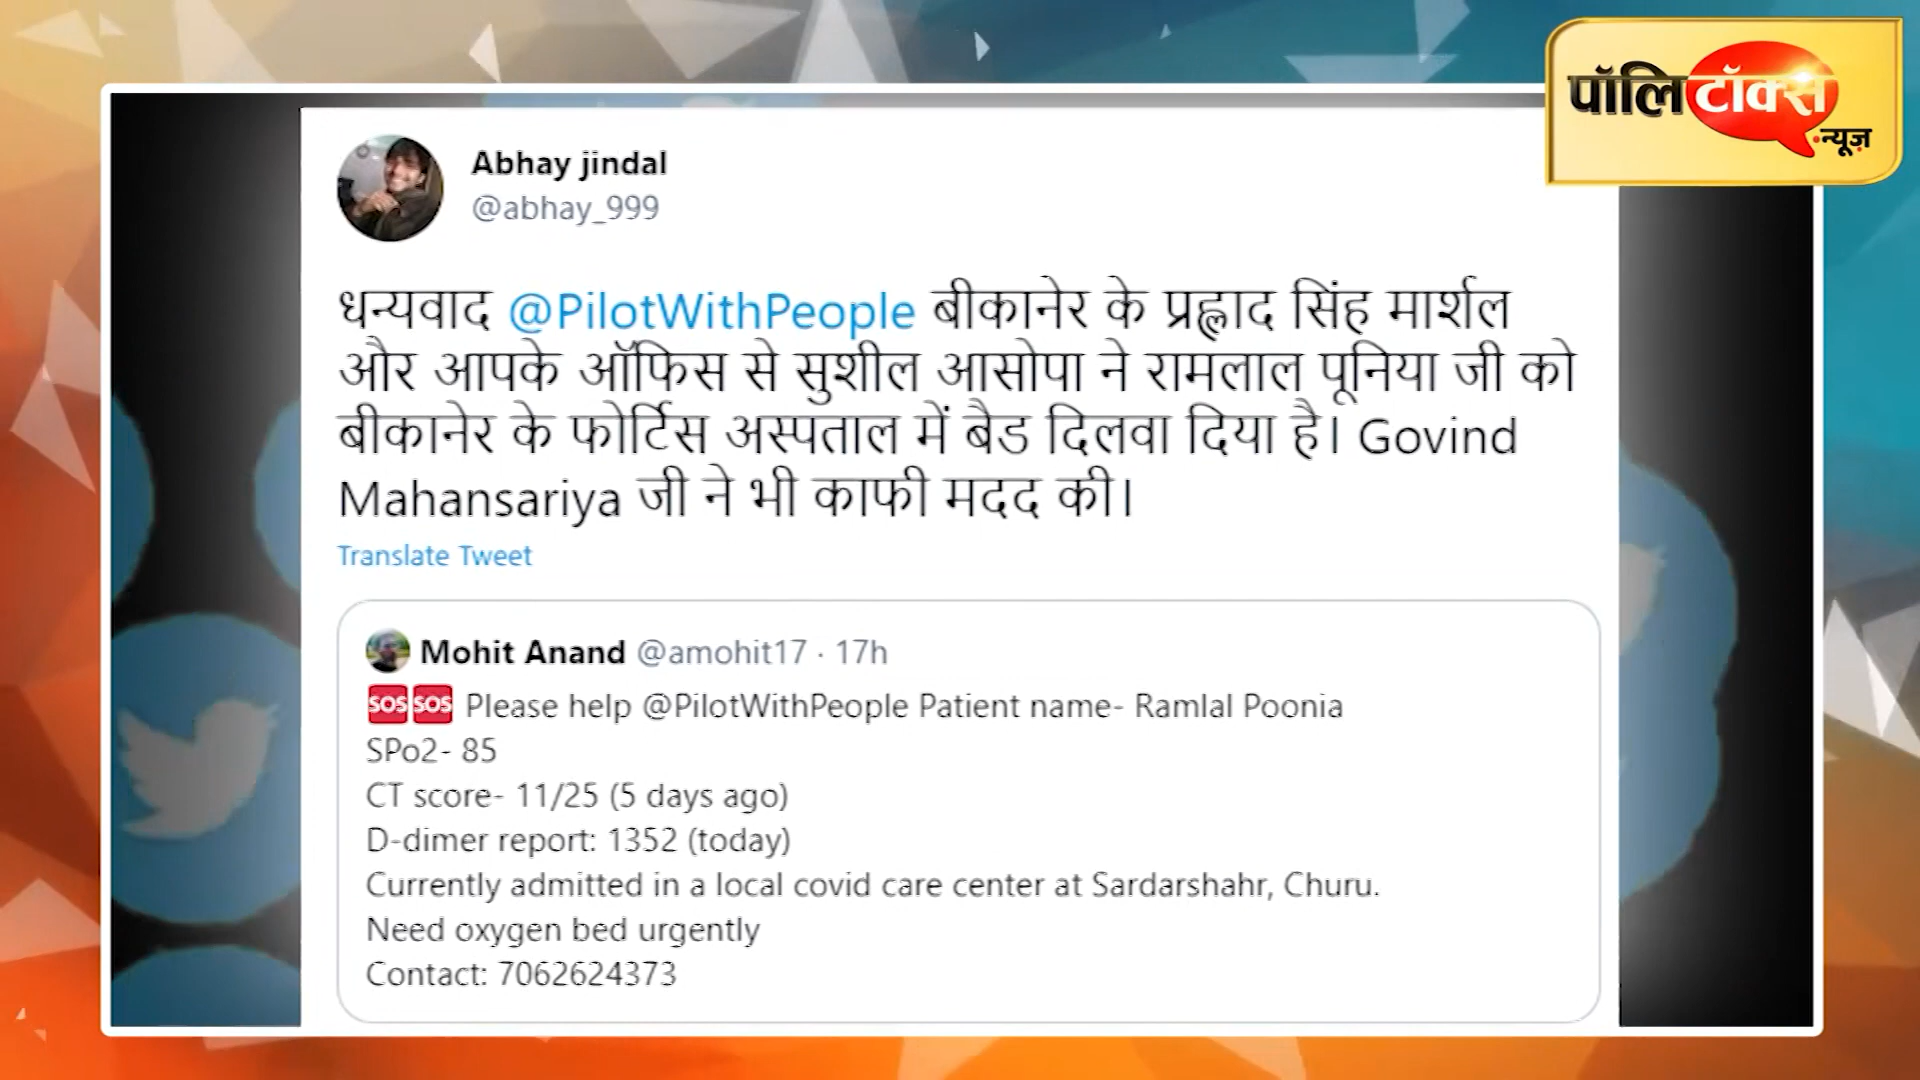 पॉलिटॉक्स
न्यूज़
Abhay jindal
@abhay_999
धन्यवाद @PilotWithPeople बीकानेर के प्रह्लाद सिंह मार्शल
और आपके ऑफिस से सुशील आसोपा ने रामलाल पूनिया जी को
बीकानेर के फोर्टिस अस्पताल में बैड दिलवा दिया है। Govind
Mahansariya जी ने भी काफी मदद की।
Translate Tweet
Mohit Anand @amohit17 · 17h
🆘🆘 Please help @PilotWithPeople Patient name- Ramlal Poonia
SPo2- 85
CT score- 11/25 (5 days ago)
D-dimer report: 1352 (today)
Currently admitted in a local covid care center at Sardarshahr, Churu.
Need oxygen bed urgently
Contact: 7062624373